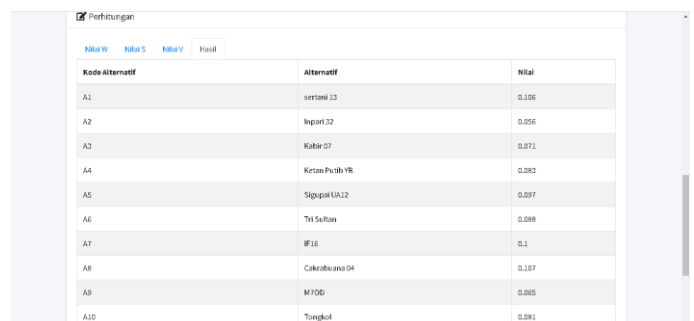 Perhitungan
Nilai W Nilai S Nilai V Hasil
Kode Alternatif Alternatif Nilai
A1 sertani 13 0.106
A2 Inpari 32 0.056
A3 Kabir 07 0.071
A4 Ketan Putih YR 0.083
A5 Sigupai UA12 0.097
A6 Tri Sultan 0.088
A7 IF16 0.1
A8 Cakrabuana 04 0.107
A9 M70D 0.065
A10 Tongkol 0.081